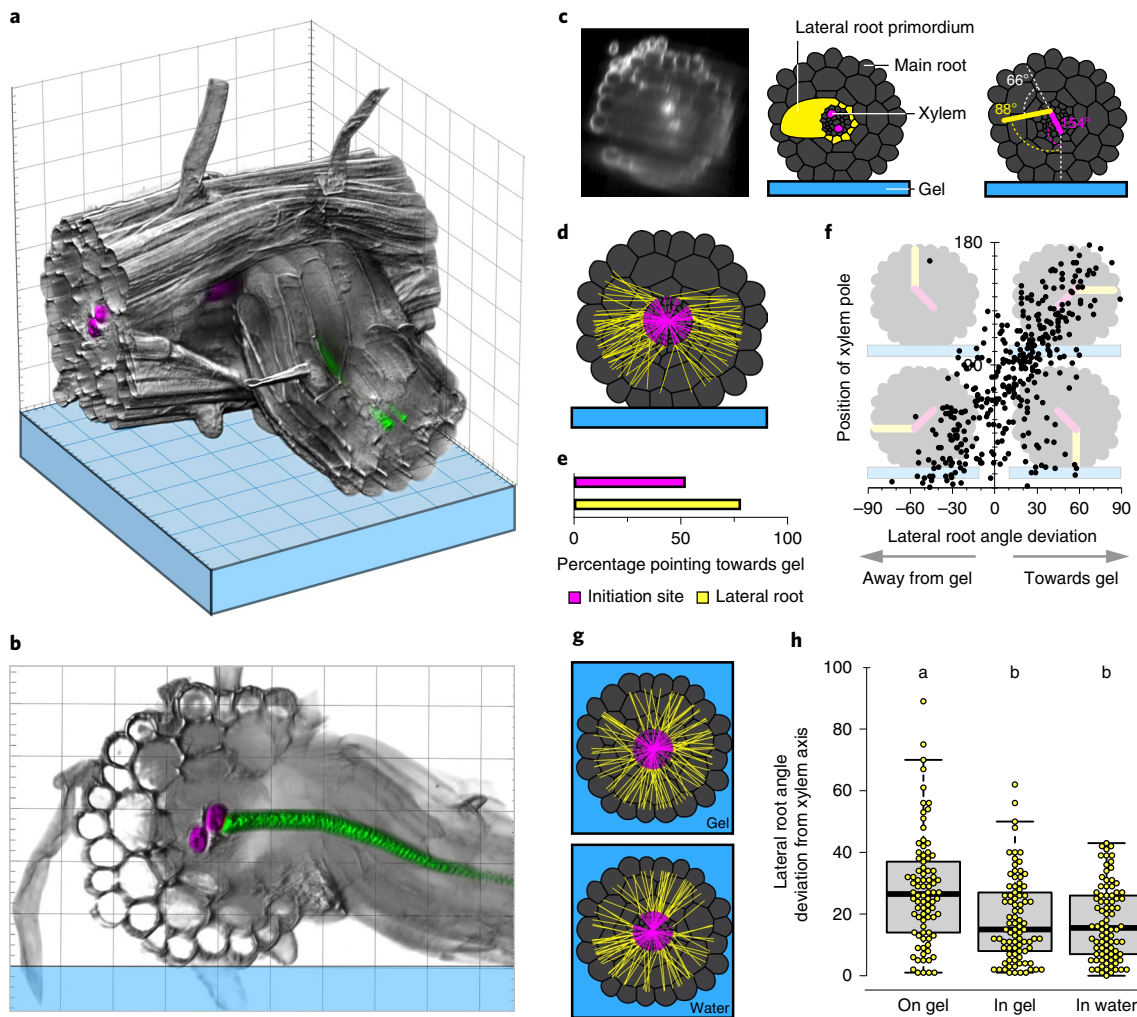 a
b
c
Lateral root primordium
Main root
Xylem
Gel
66°
88°
154°
d
e
0
50
100
Percentage pointing towards gel
Initiation site
Lateral root
f
Position of xylem pole
180
90
−90
−60
−30
0
30
60
90
Lateral root angle deviation
Away from gel
Towards gel
g
Gel
Water
h
Lateral root angle
deviation from xylem axis
100
80
60
40
20
0
a
b
b
On gel
In gel
In water